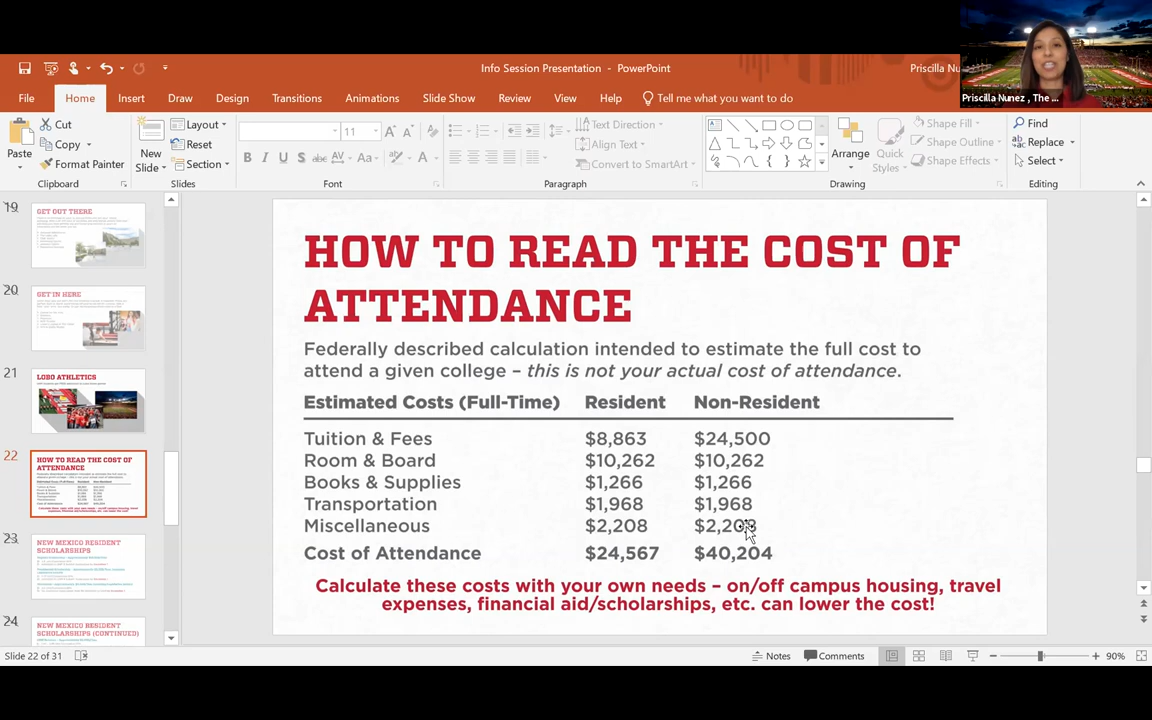 Info Session Presentation - PowerPoint
Priscilla Nu
Priscilla Nunez , The ...
File Home Insert Draw Design Transitions Animations Slide Show Review View Help Tell me what you want to do
Paste
Cut
Copy
Format Painter
Clipboard
New
Slide
Layout
Reset
Section
Slides
11
B I U S abc AV Aa A
Font
Text Direction
Align Text
Convert to SmartArt
Paragraph
Arrange
Quick
Styles
Shape Fill
Shape Outline
Shape Effects
Drawing
Find
Replace
Select
Editing
19
GET OUT THERE
20
GET IN HERE
21
LOBO ATHLETICS
22
HOW TO READ THE COST OF
ATTENDANCE
23
NEW MEXICO RESIDENT
SCHOLARSHIPS
24
NEW MEXICO RESIDENT
SCHOLARSHIPS (CONTINUED)
HOW TO READ THE COST OF
ATTENDANCE
Federally described calculation intended to estimate the full cost to
attend a given college – this is not your actual cost of attendance.
Estimated Costs (Full-Time) Resident Non-Resident
Tuition & Fees $8,863 $24,500
Room & Board $10,262 $10,262
Books & Supplies $1,266 $1,266
Transportation $1,968 $1,968
Miscellaneous $2,208 $2,208
Cost of Attendance $24,567 $40,204
Calculate these costs with your own needs – on/off campus housing, travel
expenses, financial aid/scholarships, etc. can lower the cost!
Slide 22 of 31
Notes Comments 90%